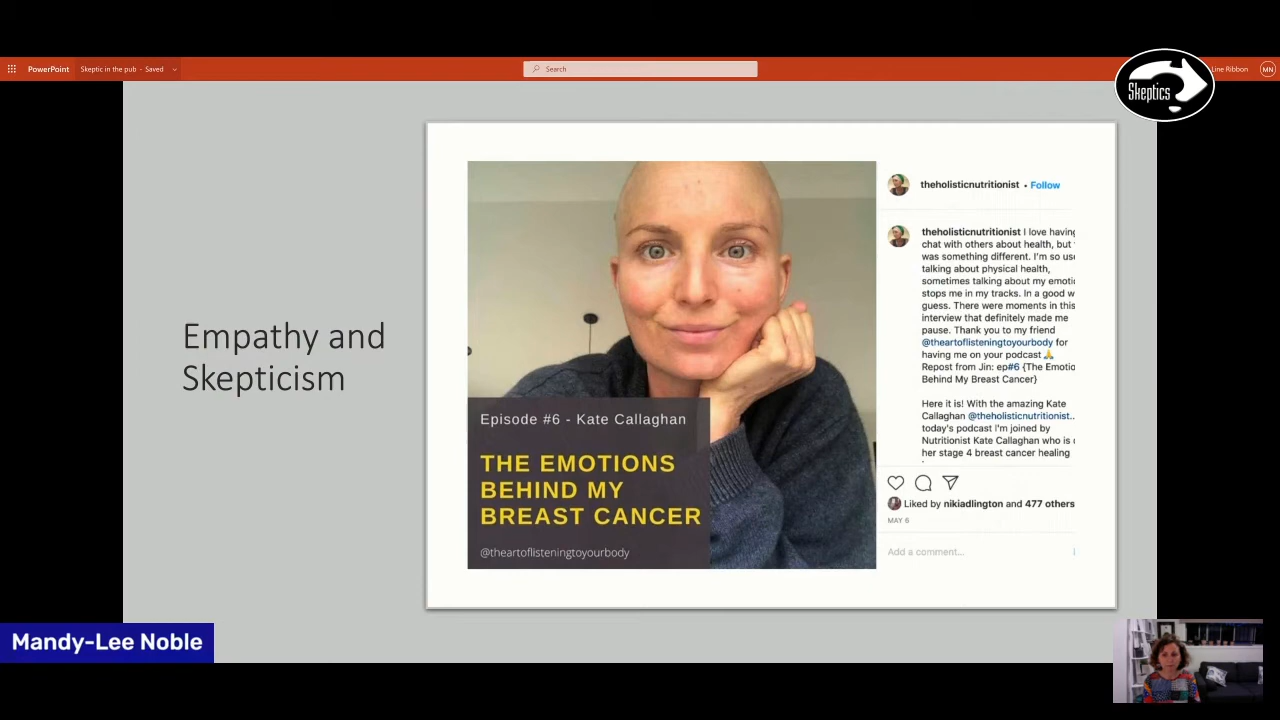 PowerPoint
Skeptic in the pub - Saved
Search
Line Ribbon
MN
Skeptics
Empathy and
Skepticism
Episode #6 - Kate Callaghan
THE EMOTIONS
BEHIND MY
BREAST CANCER
@theartoflisteningtoyourbody
theholisticnutritionist • Follow
theholisticnutritionist I love having
chat with others about health, but
was something different. I'm so use
talking about physical health,
sometimes talking about my emotio
stops me in my tracks. In a good w
guess. There were moments in this
interview that definitely made me
pause. Thank you to my friend
@theartoflisteningtoyourbody for
having me on your podcast🙏
Repost from Jin: ep#6 {The Emotio
Behind My Breast Cancer}
Here it is! With the amazing Kate
Callaghan @theholisticnutritionist..
today's podcast I'm joined by
Nutritionist Kate Callaghan who is
her stage 4 breast cancer healing
Liked by nikiadlington and 477 others
MAY 6
Add a comment...
Mandy-Lee Noble